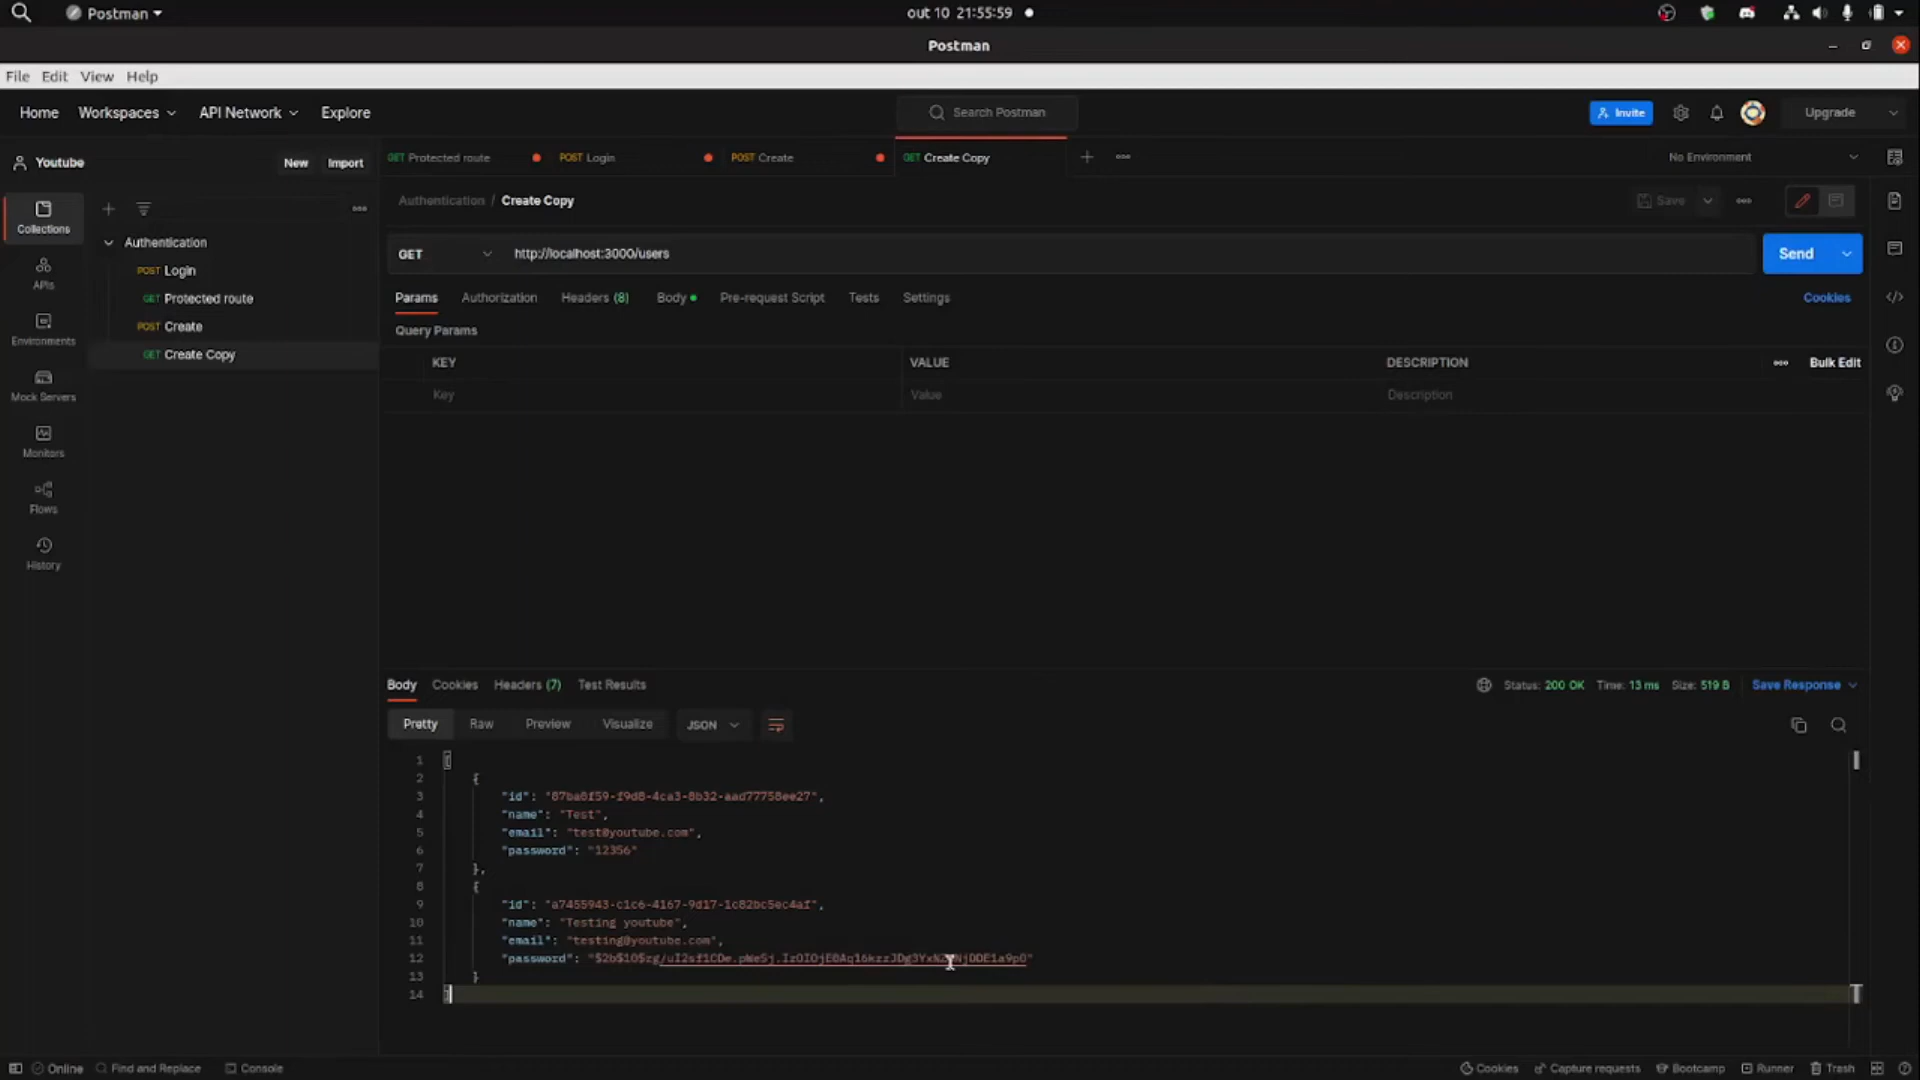 Postman
out 10 21:55:59
Postman
File Edit View Help
Home Workspaces API Network Explore
Search Postman
Invite
Upgrade
Youtube
New Import
GET Protected route
POST Login
POST Create
GET Create Copy
No Environment
Collections
APIs
Environments
Mock Servers
Monitors
Flows
History
Authentication
POST Login
GET Protected route
POST Create
GET Create Copy
Authentication / Create Copy
Save
GET http://localhost:3000/users
Send
Params Authorization Headers (8) Body Pre-request Script Tests Settings
Cookies
Query Params
KEY VALUE DESCRIPTION
Bulk Edit
Key Value Description
Body Cookies Headers (7) Test Results
Status: 200 OK Time: 13 ms Size: 519 B
Save Response
Pretty Raw Preview Visualize JSON
1 [
2 {
3 "id": "87ba8f59-f9d8-4ca3-8b32-aad77758ee27",
4 "name": "Test",
5 "email": "test@youtube.com",
6 "password": "12356"
7 },
8 {
9 "id": "a7455943-c1c6-4167-9d17-1c82bc5ec4af",
10 "name": "Testing youtube",
11 "email": "testing@youtube.com",
12 "password":
13 }
14 ]
Online Find and Replace Console
Cookies Capture requests Bootcamp Runner Trash